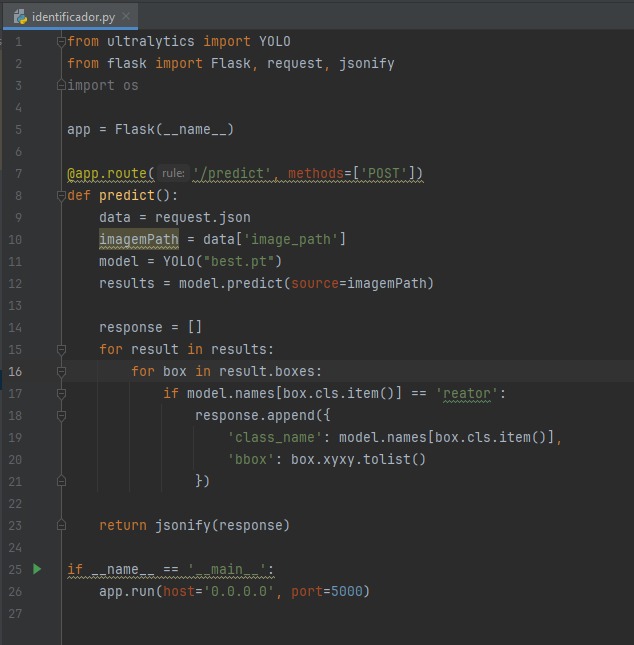 identificador.py
1 from ultralytics import YOLO
2 from flask import Flask, request, jsonify
3 import os
4
5 app = Flask(__name__)
6
7 @app.route( rule: '/predict', methods=['POST'])
8 def predict():
9     data = request.json
10     imagemPath = data['image_path']
11     model = YOLO("best.pt")
12     results = model.predict(source=imagemPath)
13
14     response = []
15     for result in results:
16         for box in result.boxes:
17             if model.names[box.cls.item()] == 'reator':
18                 response.append({
19                     'class_name': model.names[box.cls.item()],
20                     'bbox': box.xyxy.tolist()
21                 })
22
23     return jsonify(response)
24
25 if __name__ == '__main__':
26     app.run(host='0.0.0.0', port=5000)
27